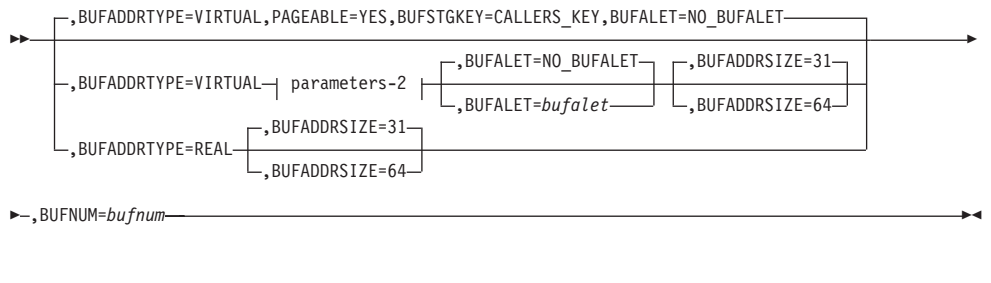 ,BUFADDRTYPE=VIRTUAL,PAGEABLE=YES,BUFSTGKEY=CALLERS_KEY,BUFALET=NO_BUFALET
,BUFADDRTYPE=VIRTUAL parameters-2 ,BUFALET=NO_BUFALET ,BUFADDRSIZE=31
,BUFALET=bufalet ,BUFADDRSIZE=64
,BUFADDRTYPE=REAL ,BUFADDRSIZE=31
,BUFADDRSIZE=64
,BUFNUM=bufnum